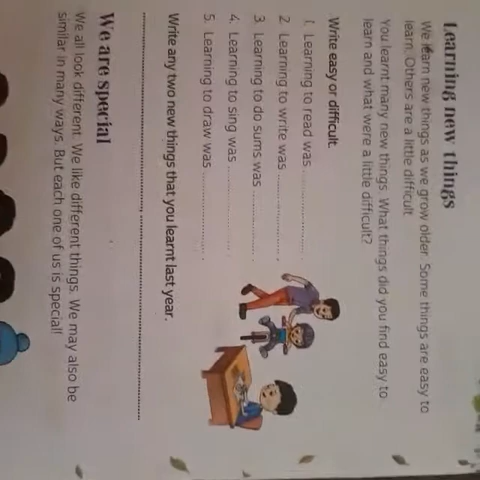 Learning new things
We learn new things as we grow older. Some things are easy to
learn. Others are a little difficult.
You learnt many new things. What things did you find easy to
learn and what were a little difficult?
Write easy or difficult.
1. Learning to read was ....................
2. Learning to write was ....................
3. Learning to do sums was ....................
4. Learning to sing was ....................
5. Learning to draw was ....................
Write any two new things that you learnt last year.
We are special
We all look different. We like different things. We may also be
similar in many ways. But each one of us is special!